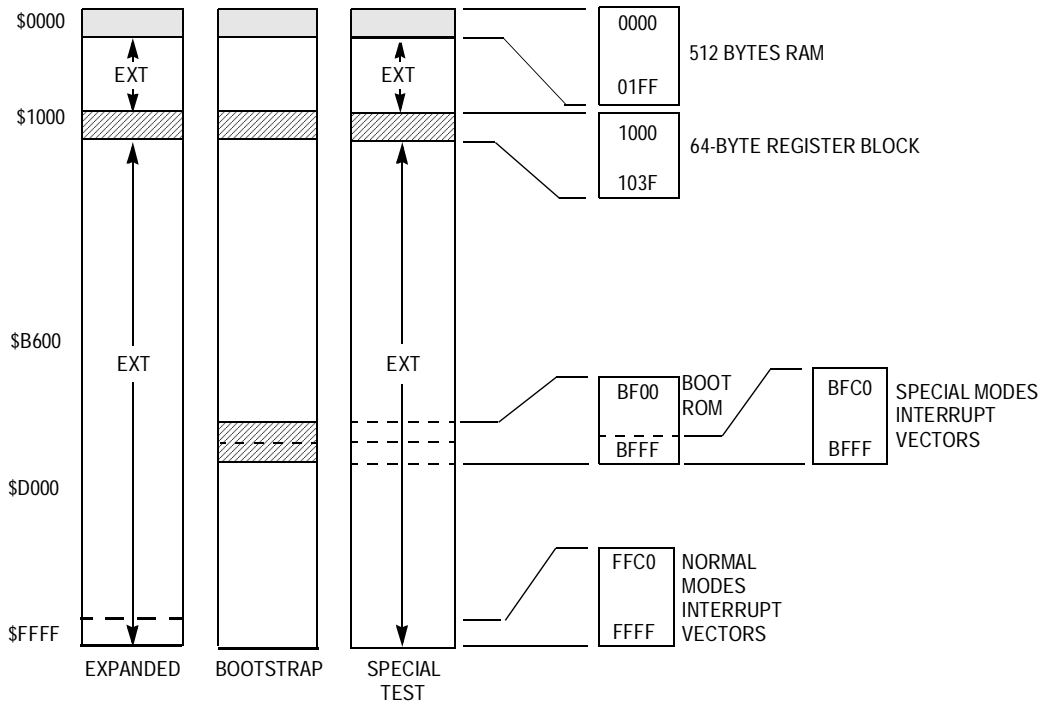 $0000
$1000
$B600
$D000
$FFFF
EXT
EXT
EXT
EXT
EXPANDED
BOOTSTRAP
SPECIAL
TEST
0000
01FF
512 BYTES RAM
1000
103F
64-BYTE REGISTER BLOCK
BF00
BFFF
BOOT
ROM
BFC0
BFFF
SPECIAL MODES
INTERRUPT
VECTORS
FFC0
FFFF
NORMAL
MODES
INTERRUPT
VECTORS